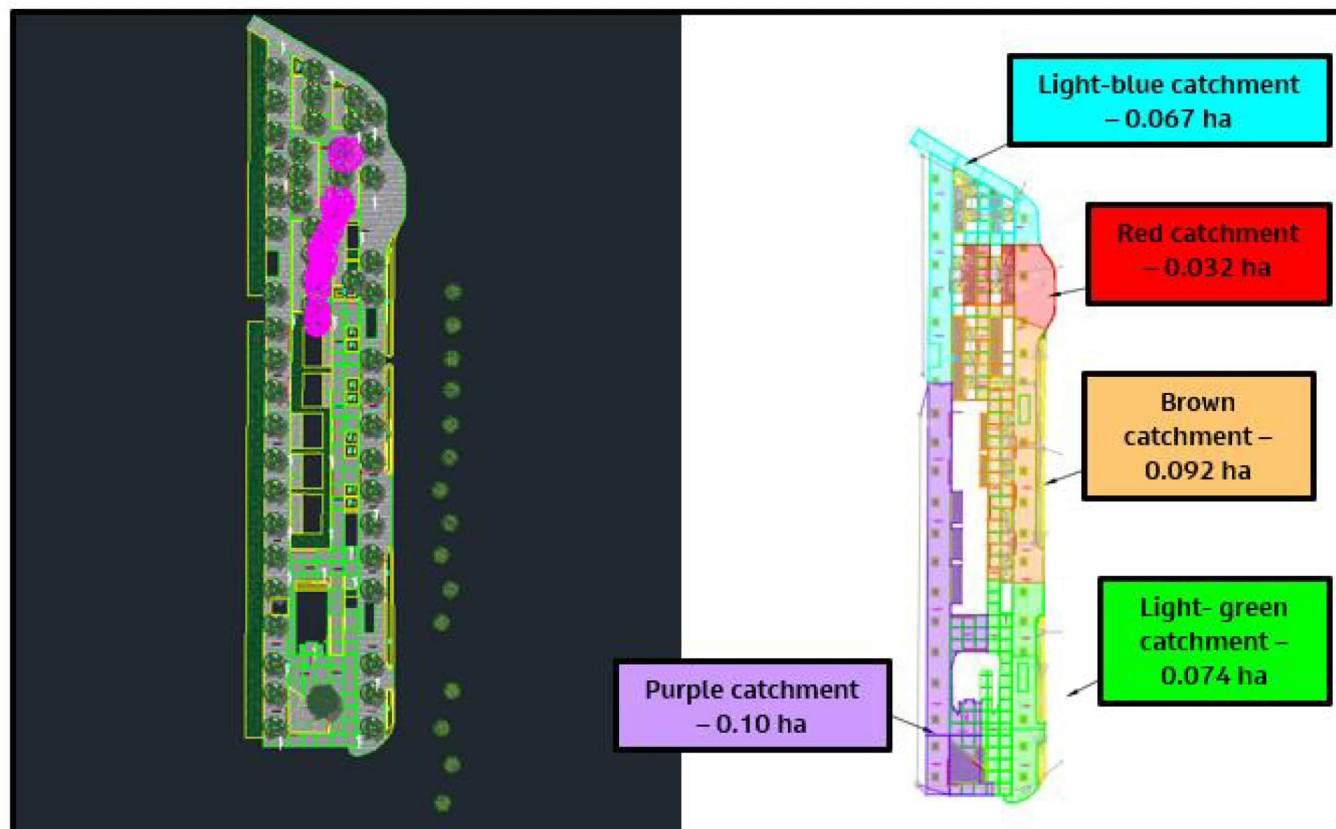 Light-blue catchment
– 0.067 ha
Red catchment
– 0.032 ha
Brown
catchment –
0.092 ha
Light- green
catchment –
0.074 ha
Purple catchment
– 0.10 ha